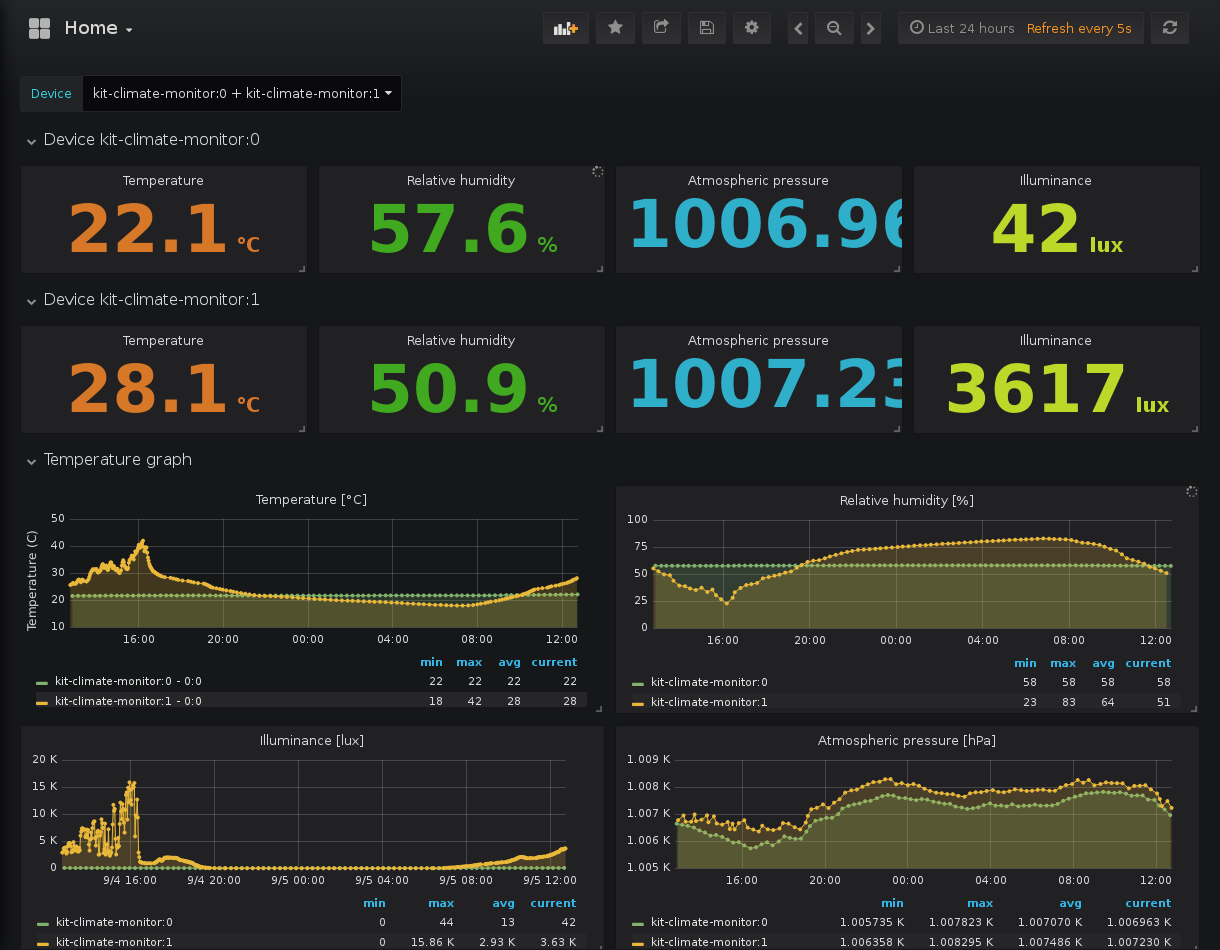 Home
Last 24 hours Refresh every 5s
Device kit-climate-monitor:0 + kit-climate-monitor:1
Device kit-climate-monitor:0
Temperature Relative humidity Atmospheric pressure Illuminance
22.1 °C 57.6 % 1006.96 42 lux
Device kit-climate-monitor:1
Temperature Relative humidity Atmospheric pressure Illuminance
28.1 °C 50.9 % 1007.23 3617 lux
Temperature graph
Temperature [°C]
Temperature (C)
50
40
30
20
10
16:00 20:00 00:00 04:00 08:00 12:00
min max avg current
kit-climate-monitor:0 - 0:0 22 22 22 22
kit-climate-monitor:1 - 0:0 18 42 28 28
Relative humidity [%]
100
75
50
25
0
16:00 20:00 00:00 04:00 08:00 12:00
min max avg current
kit-climate-monitor:0 58 58 58 58
kit-climate-monitor:1 23 83 64 51
Illuminance [lux]
20 K
15 K
10 K
5 K
0
9/4 16:00 9/4 20:00 9/5 00:00 9/5 04:00 9/5 08:00 9/5 12:00
min max avg current
kit-climate-monitor:0 0 44 13 42
kit-climate-monitor:1 0 15.86 K 2.93 K 3.63 K
Atmospheric pressure [hPa]
1.009 K
1.008 K
1.007 K
1.006 K
1.005 K
16:00 20:00 00:00 04:00 08:00 12:00
min max avg current
kit-climate-monitor:0 1.005735 K 1.007823 K 1.007070 K 1.006963 K
kit-climate-monitor:1 1.006358 K 1.008295 K 1.007486 K 1.007230 K